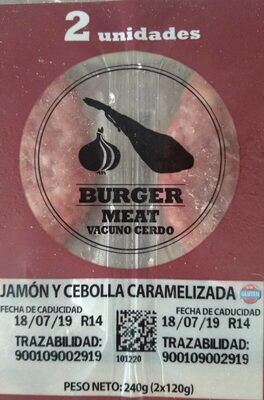 2 unidades
BURGER
MEAT
VACUNO CERDO
JAMÓN Y CEBOLLA CARAMELIZADA
GLUTEN
FECHA DE CADUCIDAD FECHA DE CADUCIDAD
18/07/19 R14 18/07/19 R14
TRAZABILIDAD: TRAZABILIDAD:
900109002919 900109002919
101220
PESO NETO: 240g (2x120g)